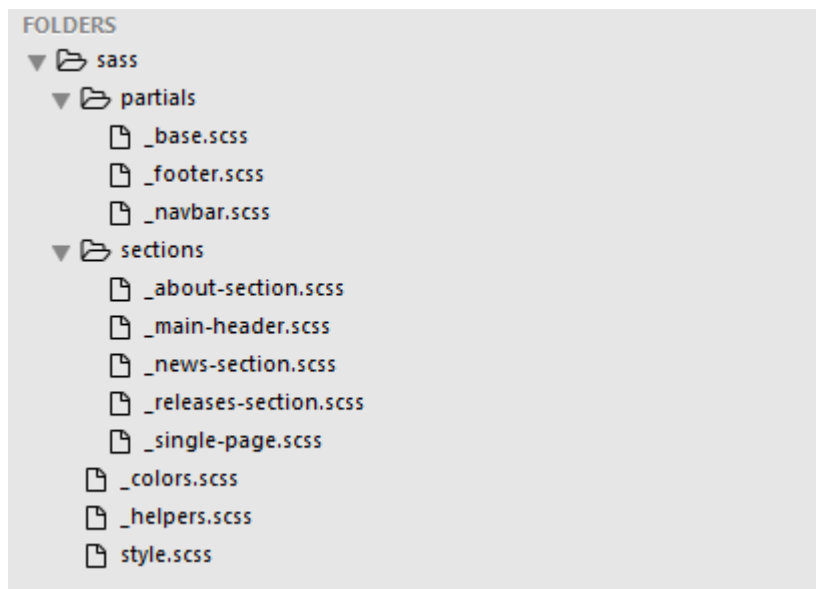 FOLDERS
sass
partials
_base.scss
_footer.scss
_navbar.scss
sections
_about-section.scss
_main-header.scss
_news-section.scss
_releases-section.scss
_single-page.scss
_colors.scss
_helpers.scss
style.scss